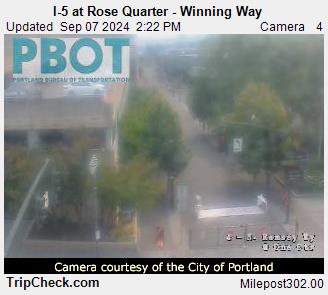 I-5 at Rose Quarter - Winning Way
Updated Sep 07 2024 2:22 PM Camera 4
PBOT
PORTLAND BUREAU OF TRANSPORTATION
Camera courtesy of the City of Portland
TripCheck.com Milepost302.00